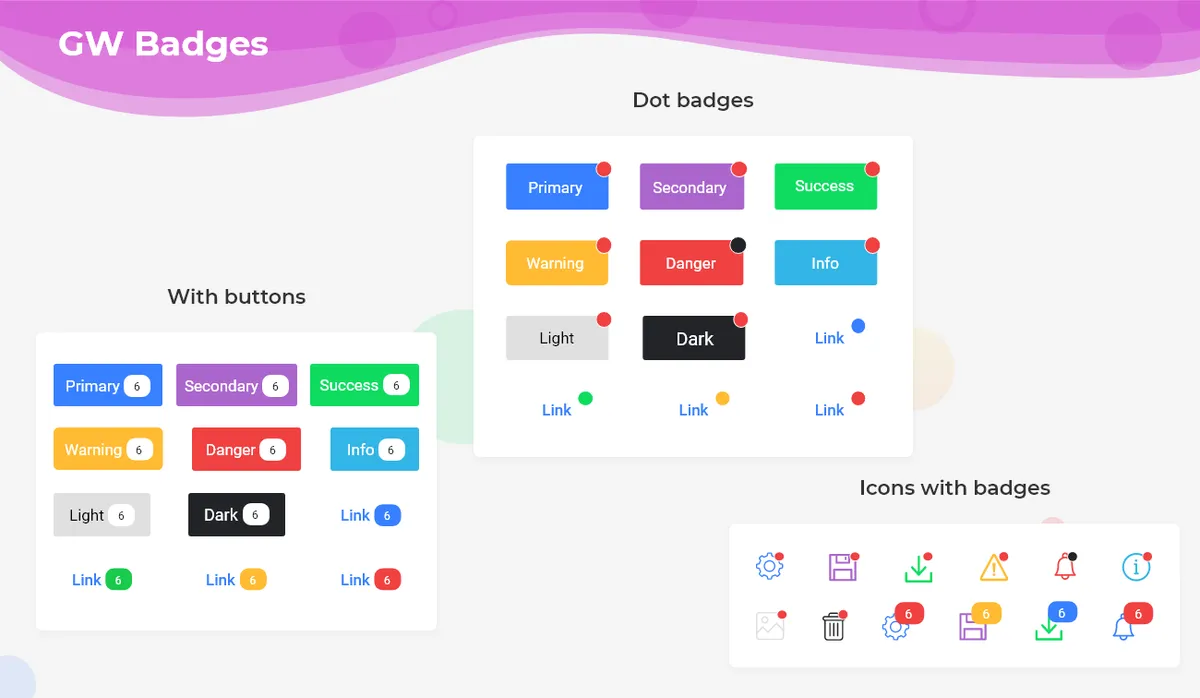 GW Badges
Dot badges
Primary
Secondary
Success
Warning
Danger
Info
Light
Dark
Link
Link
Link
Link
With buttons
Primary 6
Secondary 6
Success 6
Warning 6
Danger 6
Info 6
Light 6
Dark 6
Link 6
Link 6
Link 6
Link 6
Icons with badges
6
6
6
6